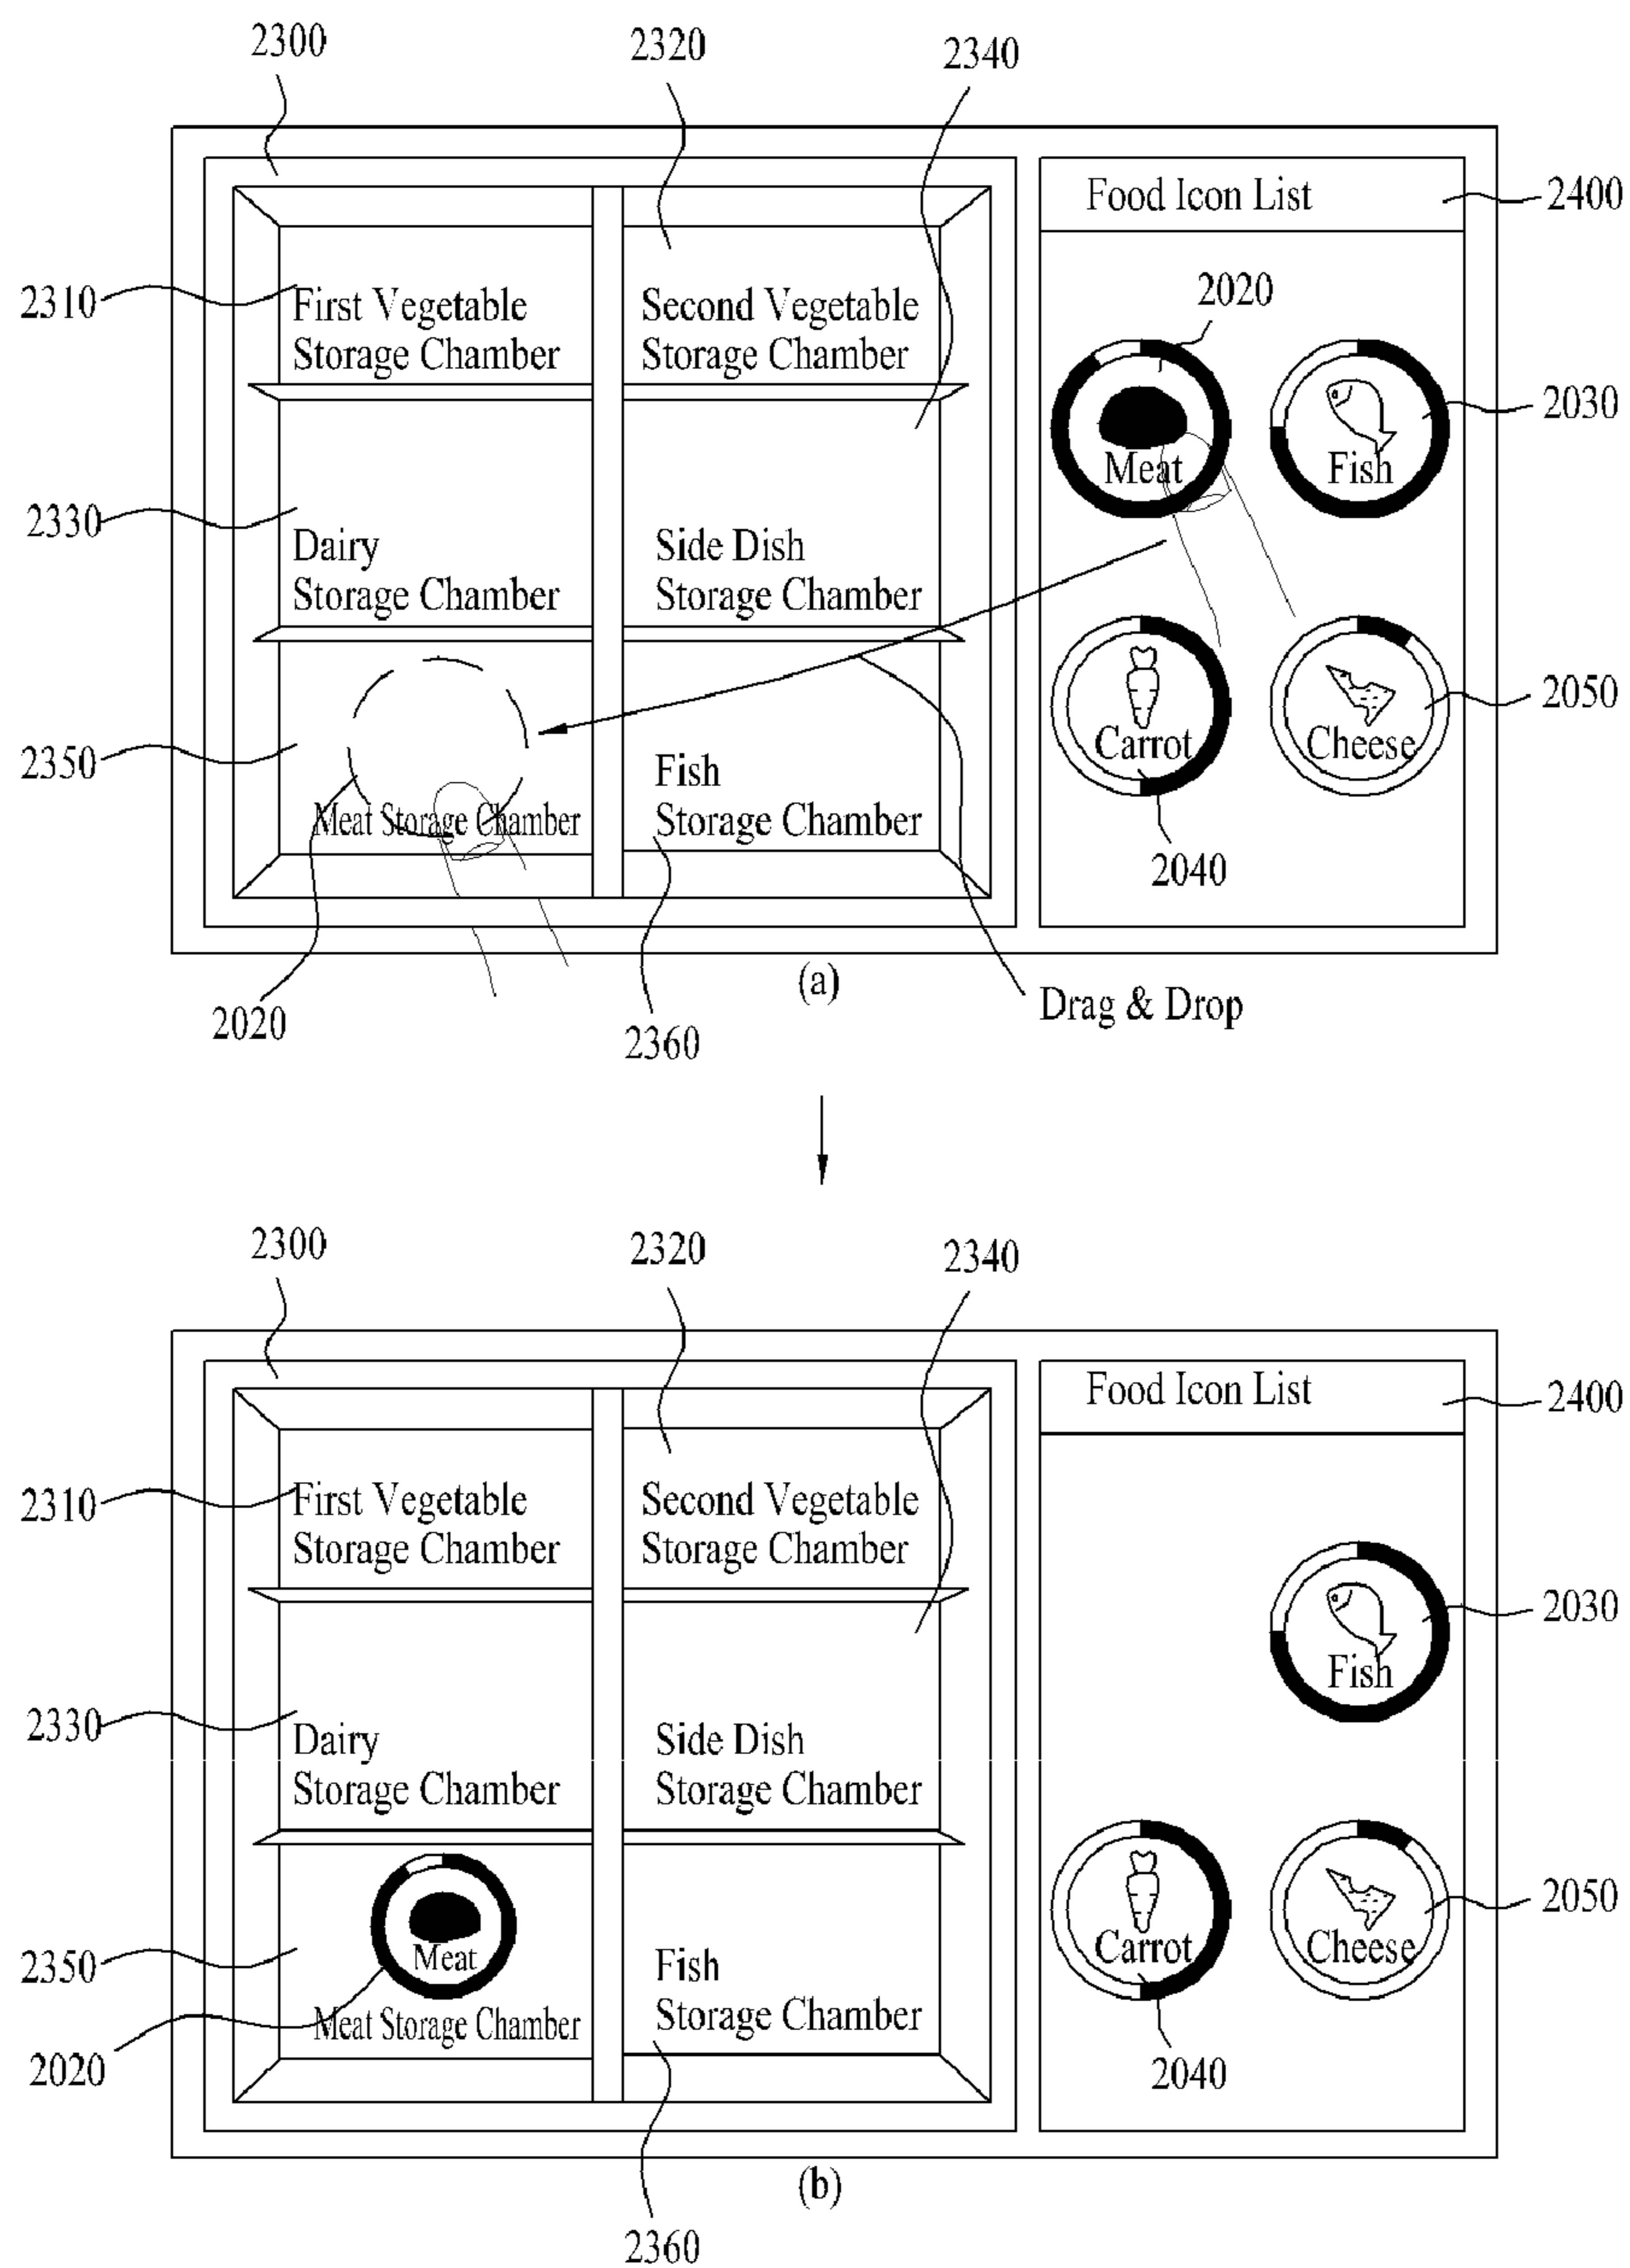 2300
2320
2340
Food Icon List
2400
2310
First Vegetable
Storage Chamber
Second Vegetable
Storage Chamber
2020
Meat
Fish
2030
2330
Dairy
Storage Chamber
Side Dish
Storage Chamber
2350
Meat Storage Chamber
Fish
Storage Chamber
Carrot
Cheese
2050
2040
2020
2360
(a)
Drag & Drop
2300
2320
2340
Food Icon List
2400
2310
First Vegetable
Storage Chamber
Second Vegetable
Storage Chamber
Fish
2030
2330
Dairy
Storage Chamber
Side Dish
Storage Chamber
2350
Meat
Meat Storage Chamber
Fish
Storage Chamber
Carrot
Cheese
2050
2020
2040
(b)
2360